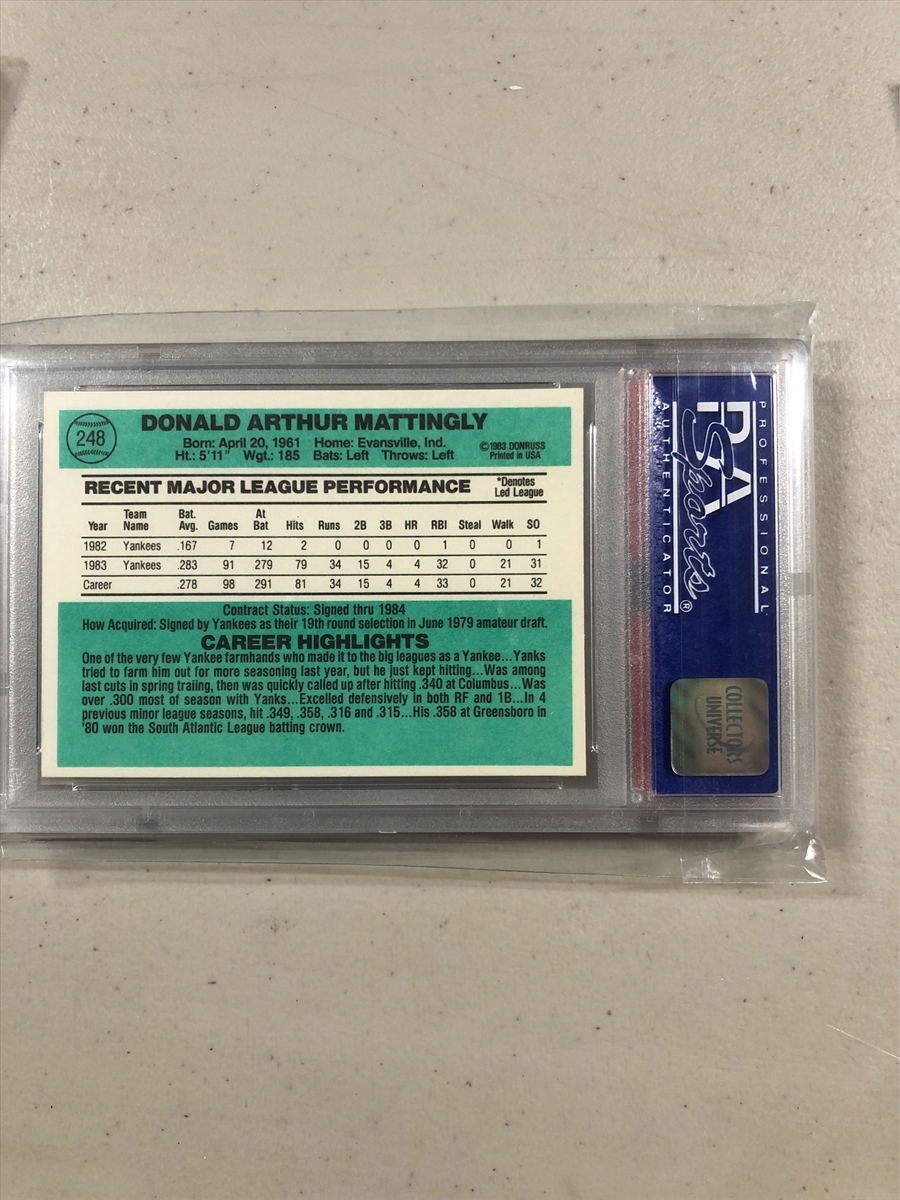 248
DONALD ARTHUR MATTINGLY
Born: April 20, 1961 Home: Evansville, Ind.
Ht.: 5'11" Wgt.: 185 Bats: Left Throws: Left
©1983 DONRUSS
Printed in USA
RECENT MAJOR LEAGUE PERFORMANCE
*Denotes
Led League
Year Team Name Bat. Avg. Games At Bat Hits Runs 2B 3B HR RBI Steal Walk SO
1982 Yankees .167 7 12 2 0 0 0 0 1 0 0 1
1983 Yankees .283 91 279 79 34 15 4 4 32 0 21 31
Career .278 98 291 81 34 15 4 4 33 0 21 32
Contract Status: Signed thru 1984
How Acquired: Signed by Yankees as their 19th round selection in June 1979 amateur draft.
CAREER HIGHLIGHTS
One of the very few Yankee farmhands who made it to the big leagues as a Yankee...Yanks
tried to farm him out for more seasoning last year, but he just kept hitting...Was among
last cuts in spring trailing, then was quickly called up after hitting .340 at Columbus...Was
over .300 most of season with Yanks...Excelled defensively in both RF and 1B...In 4
previous minor league seasons, hit .349, .358, .316 and .315...His .358 at Greensboro in
'80 won the South Atlantic League batting crown.
PROFESSIONAL
PSA
Sports®
AUTHENTICATOR
COLLECTORS
UNIVERSE